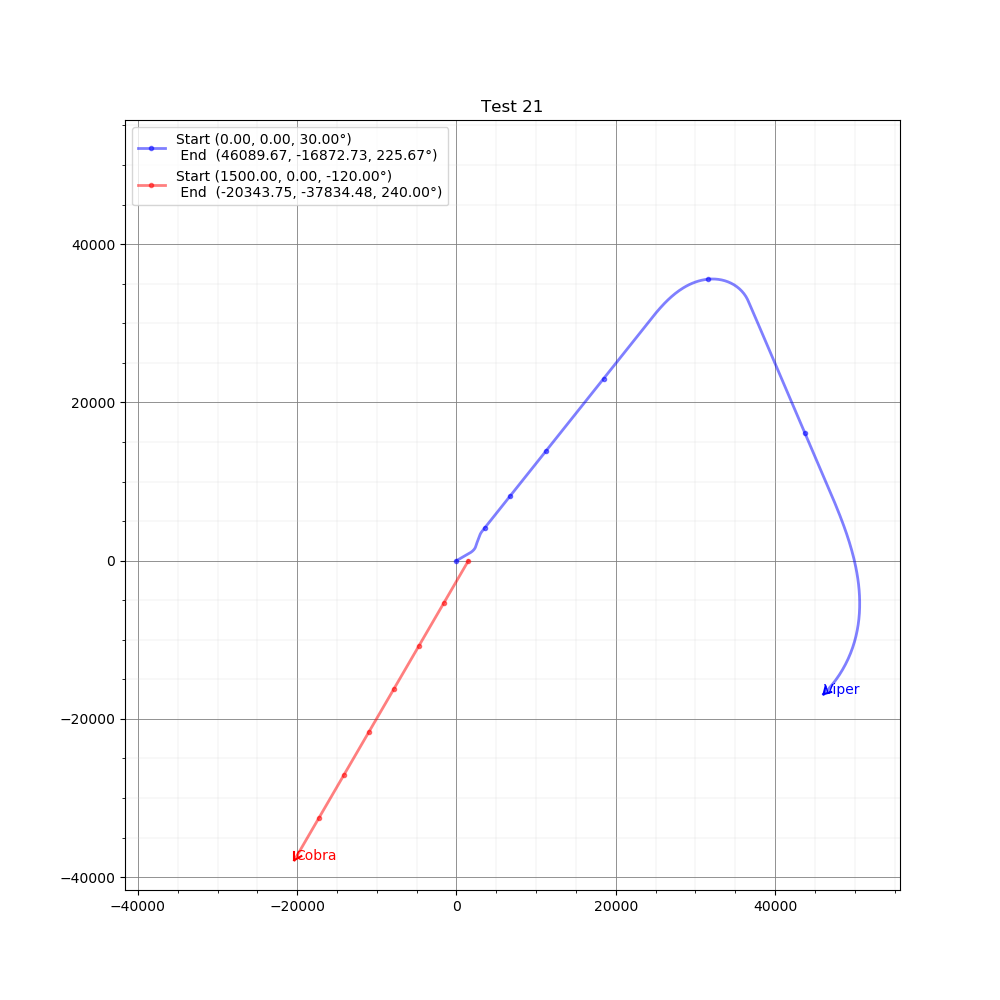 Test 21
Start (0.00, 0.00, 30.00°)
End (46089.67, -16872.73, 225.67°)
Start (1500.00, 0.00, -120.00°)
End (-20343.75, -37834.48, 240.00°)
40000
20000
0
−20000
−40000
Viper
Cobra
−40000 −20000 0 20000 40000